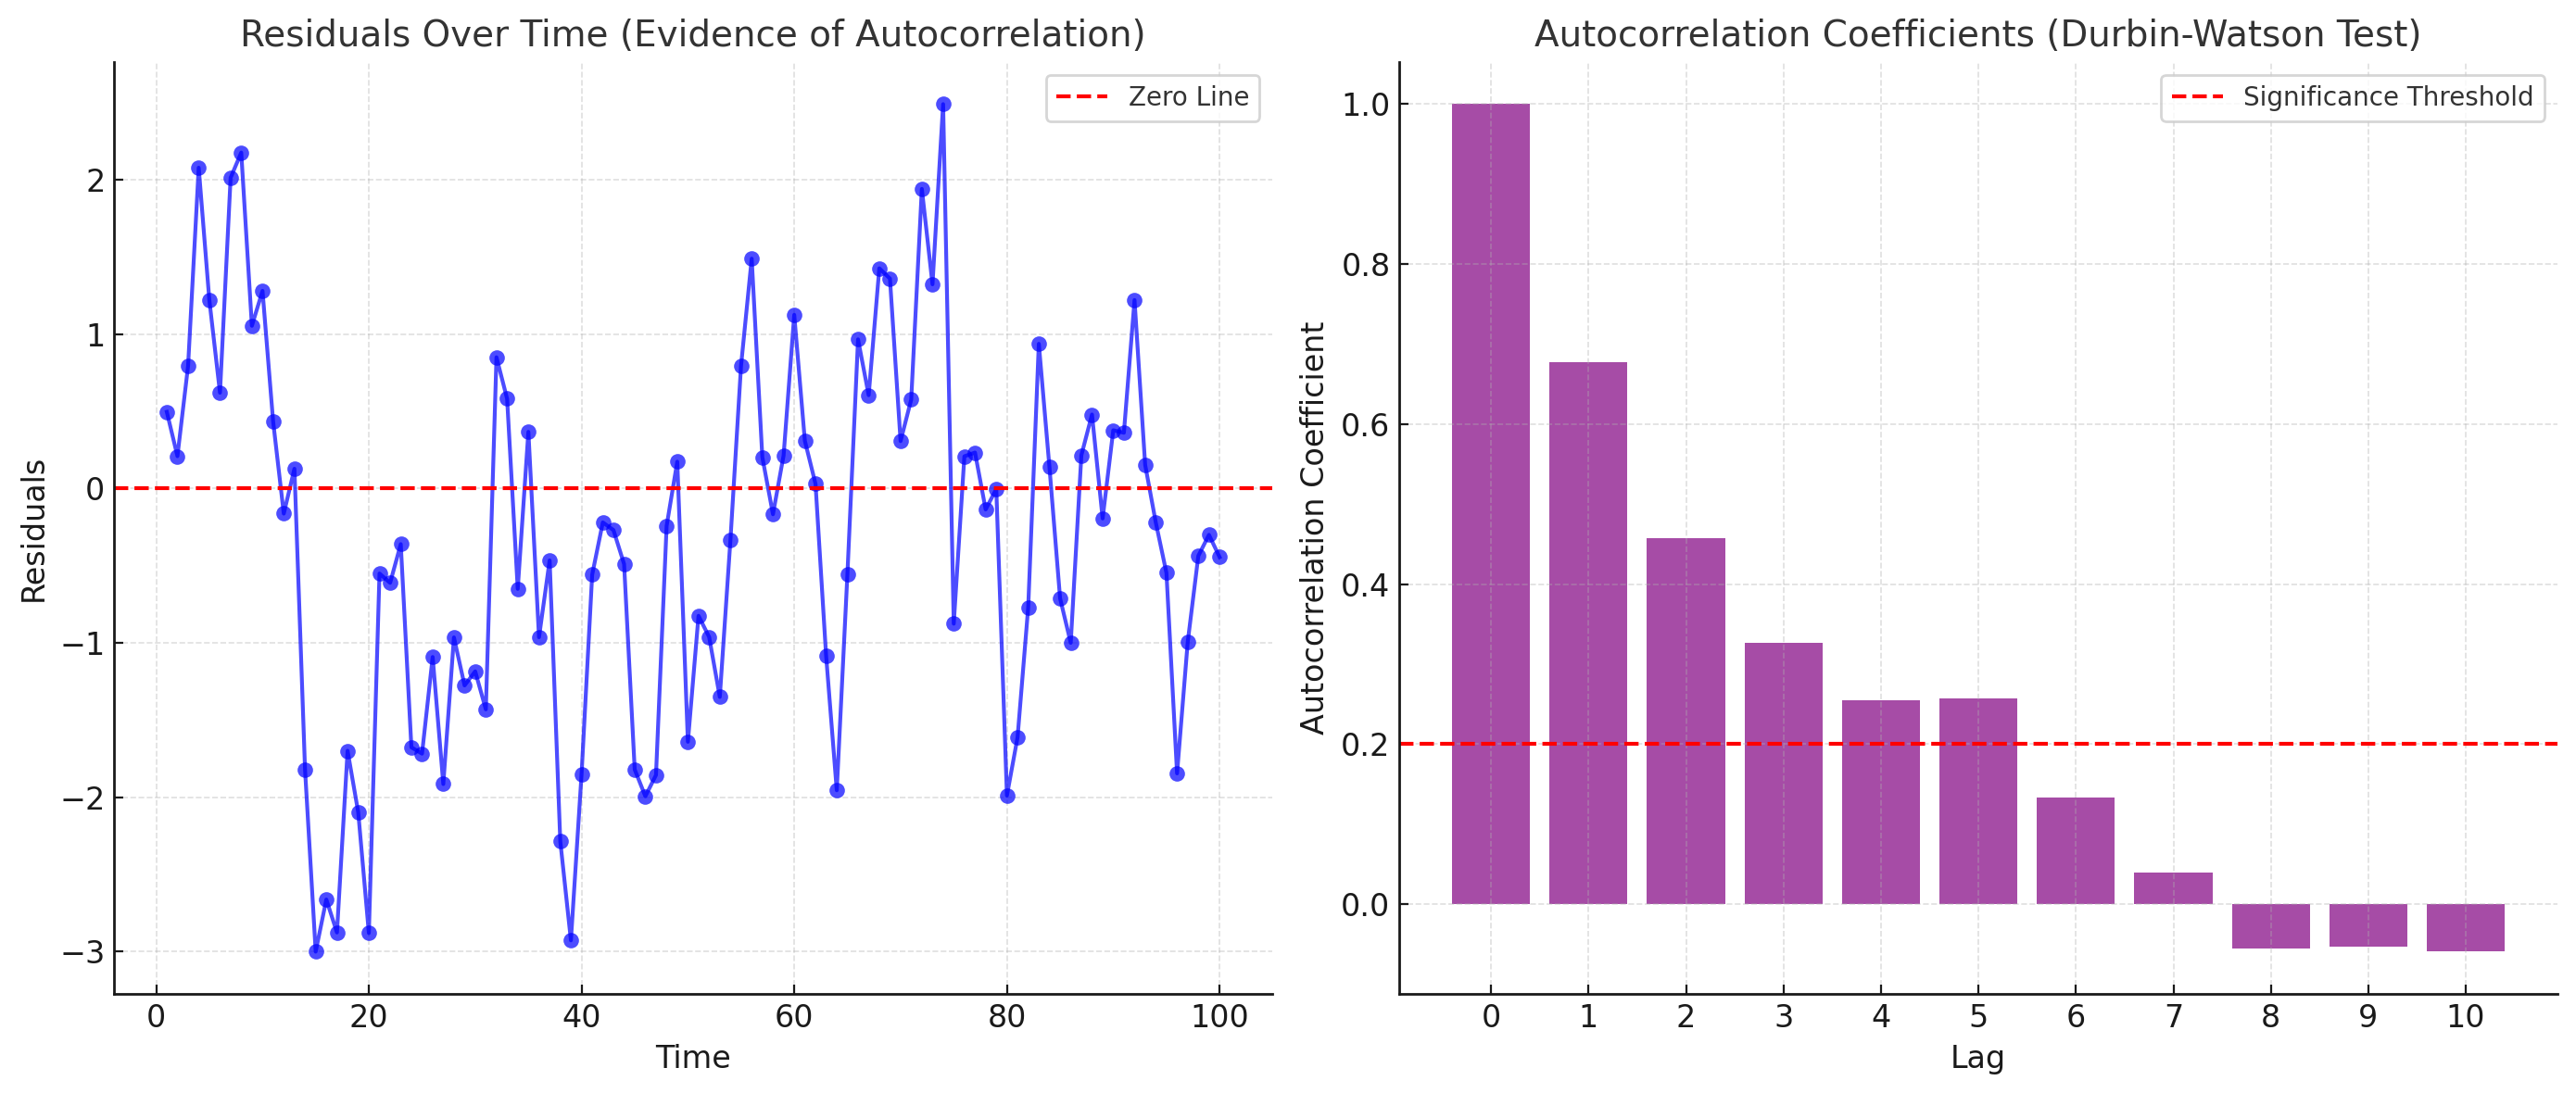 Residuals Over Time (Evidence of Autocorrelation)
Zero Line
Residuals
2
1
0
−1
−2
−3
0 20 40 60 80 100
Time
Autocorrelation Coefficients (Durbin-Watson Test)
Significance Threshold
Autocorrelation Coefficient
1.0
0.8
0.6
0.4
0.2
0.0
0 1 2 3 4 5 6 7 8 9 10
Lag